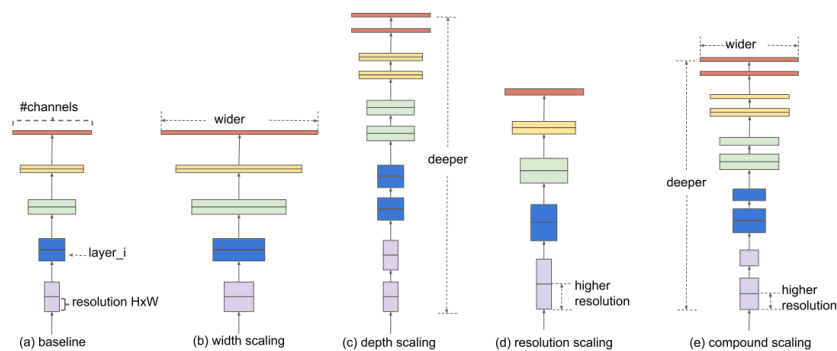 #channels
layer_i
resolution HxW
(a) baseline
wider
(b) width scaling
deeper
(c) depth scaling
higher
resolution
(d) resolution scaling
wider
deeper
higher
resolution
(e) compound scaling